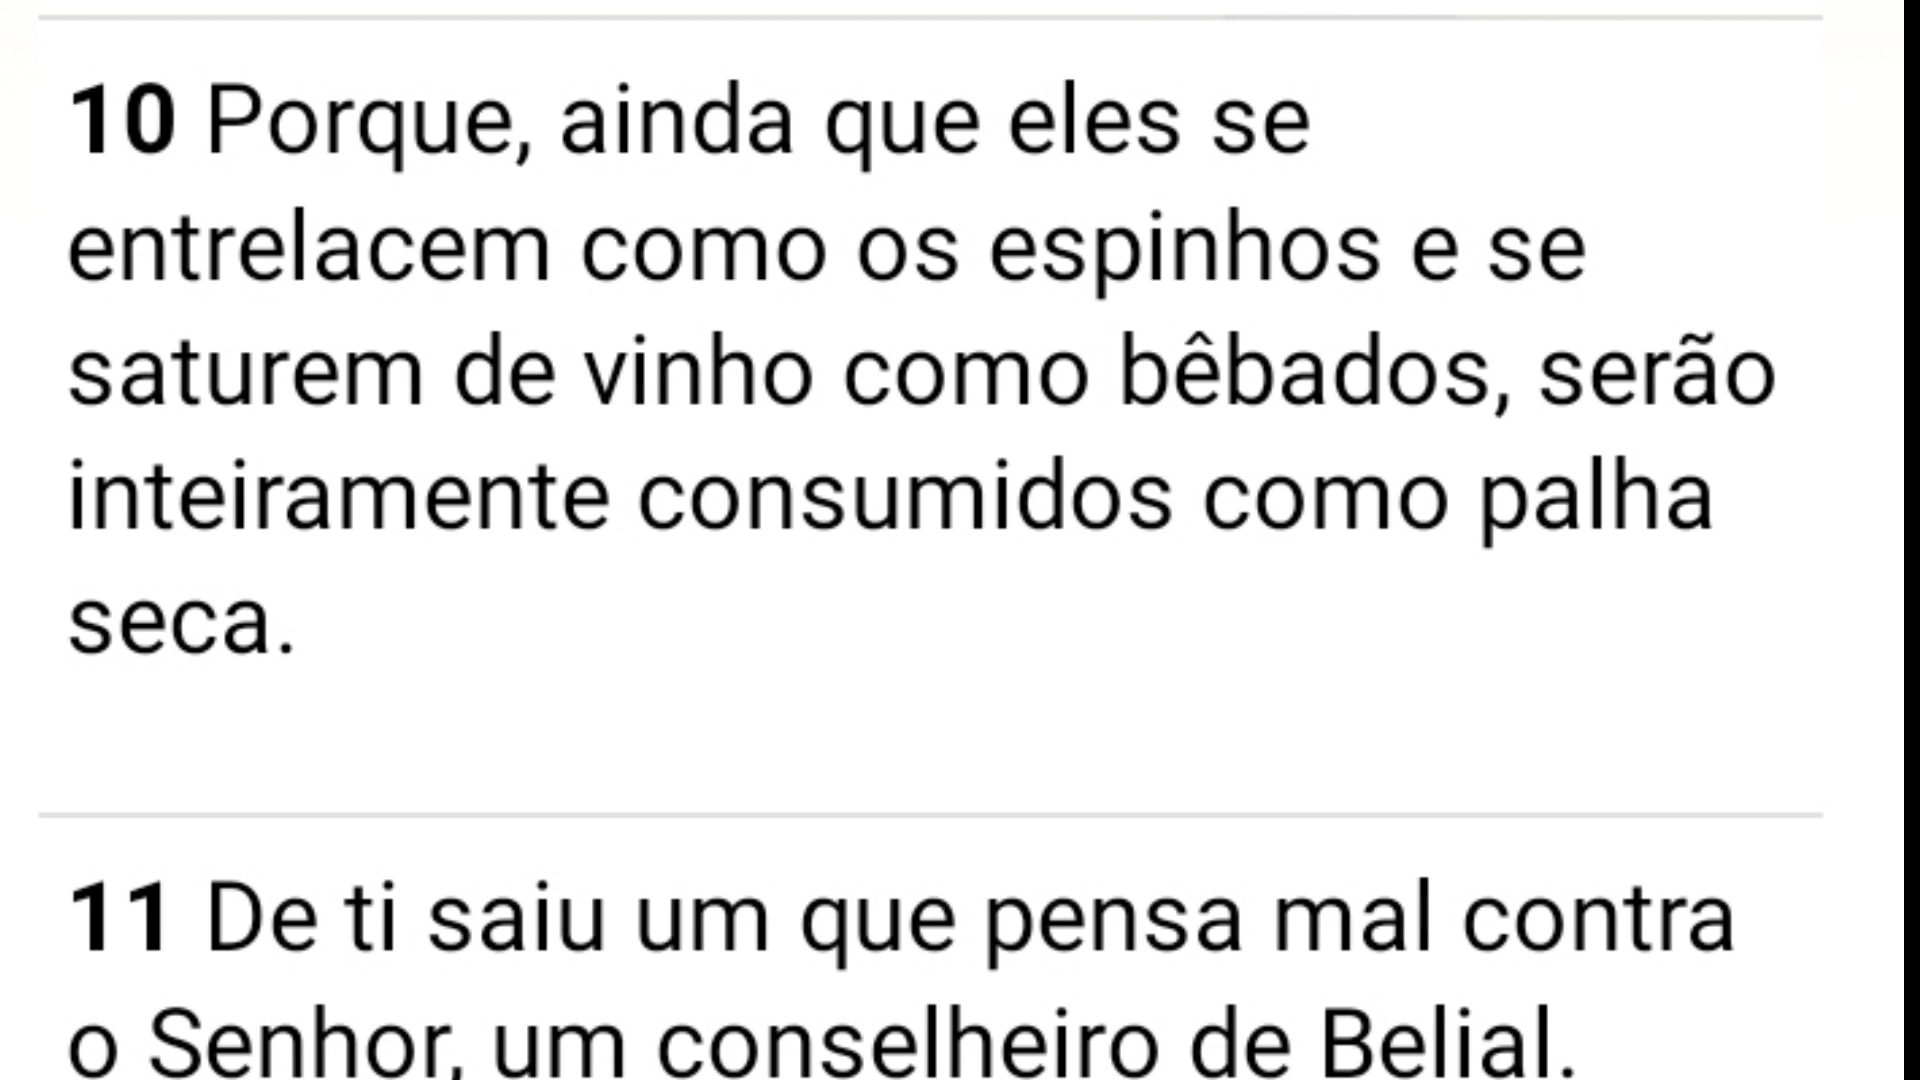 10 Porque, ainda que eles se
entrelacem como os espinhos e se
saturem de vinho como bêbados, serão
inteiramente consumidos como palha
seca.
11 De ti saiu um que pensa mal contra
o Senhor, um conselheiro de Belial.